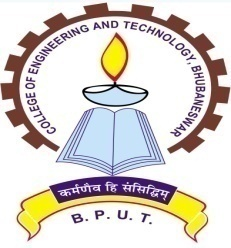 COLLEGE OF ENGINEERING AND TECHNOLOGY, BHUBANESWAR
कर्मणैव हि संसिद्धिम्
B. P. U. T.